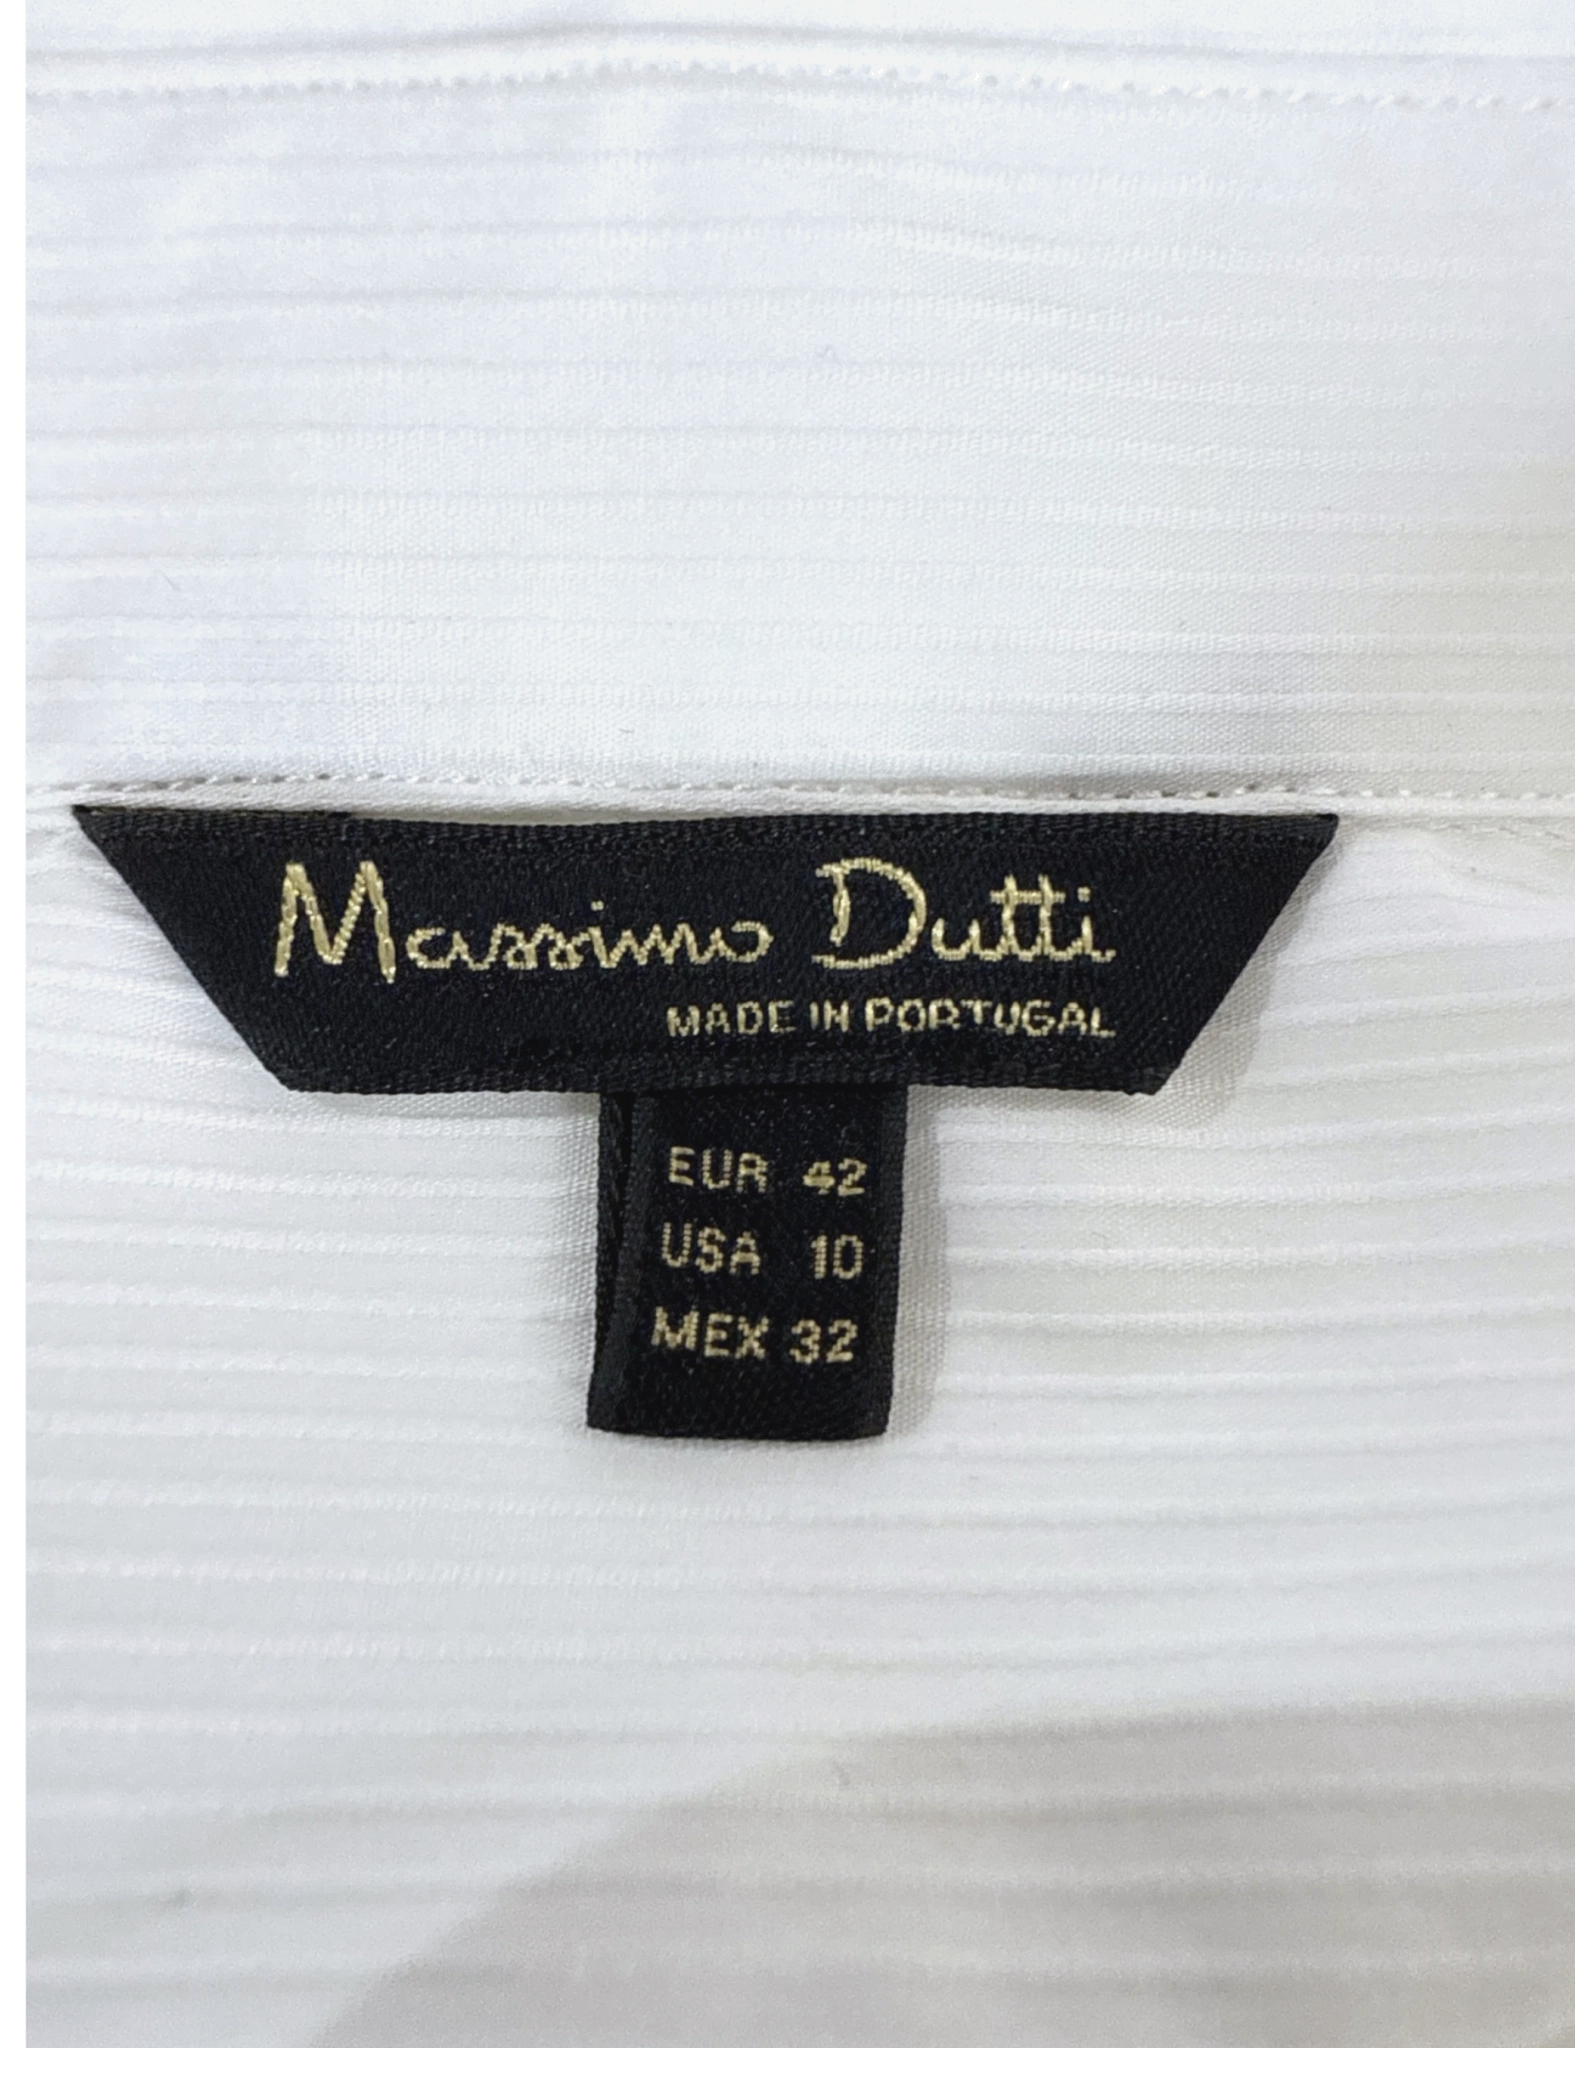 Massimo Dutti
MADE IN PORTUGAL
EUR 42
USA 10
MEX 32